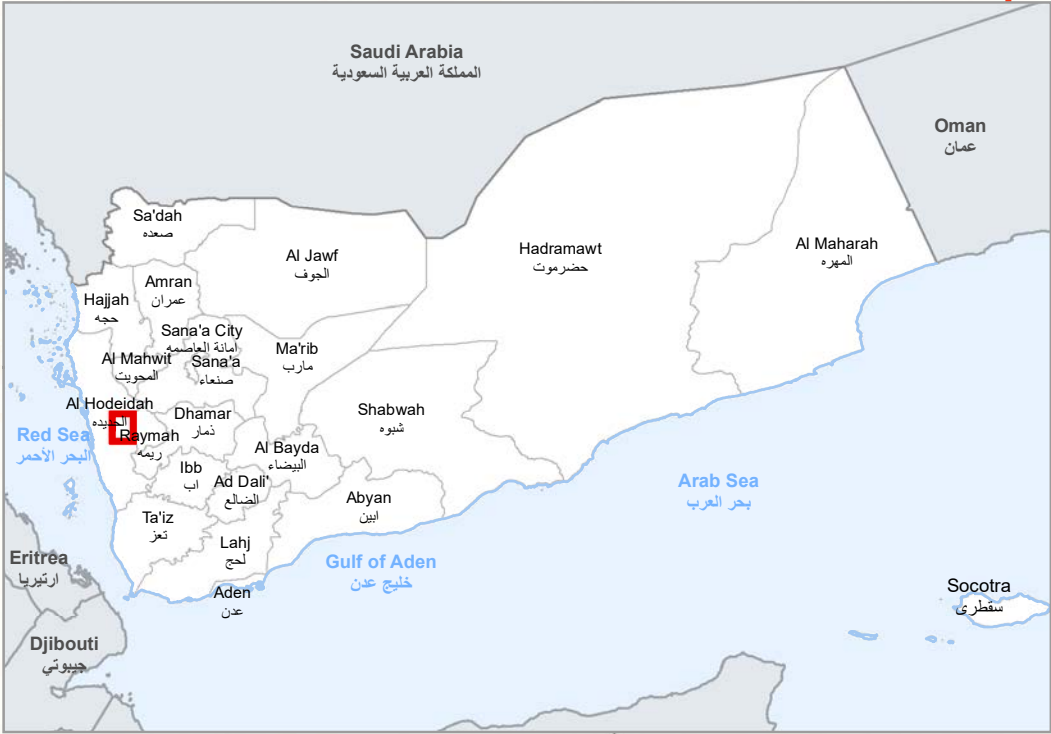 Saudi Arabia
المملكة العربية السعودية
Oman
عمان
Sa'dah
صعده
Al Jawf
الجوف
Hadramawt
حضرموت
Al Maharah
المهره
Amran
عمران
Hajjah
حجه
Sana'a City
أمانة العاصمه
Ma'rib
مارب
Al Mahwit
المحويت
Sana'a
صنعاء
Al Hodeidah
الحديده
Dhamar
ذمار
Shabwah
شبوه
Red Sea
البحر الأحمر
Raymah
ريمه
Al Bayda
البيضاء
Ibb
اب
Ad Dali'
الضالع
Arab Sea
بحر العرب
Abyan
ابين
Ta'iz
تعز
Lahj
لحج
Eritrea
ارتيريا
Gulf of Aden
خليج عدن
Aden
عدن
Socotra
سقطرى
Djibouti
جيبوتي